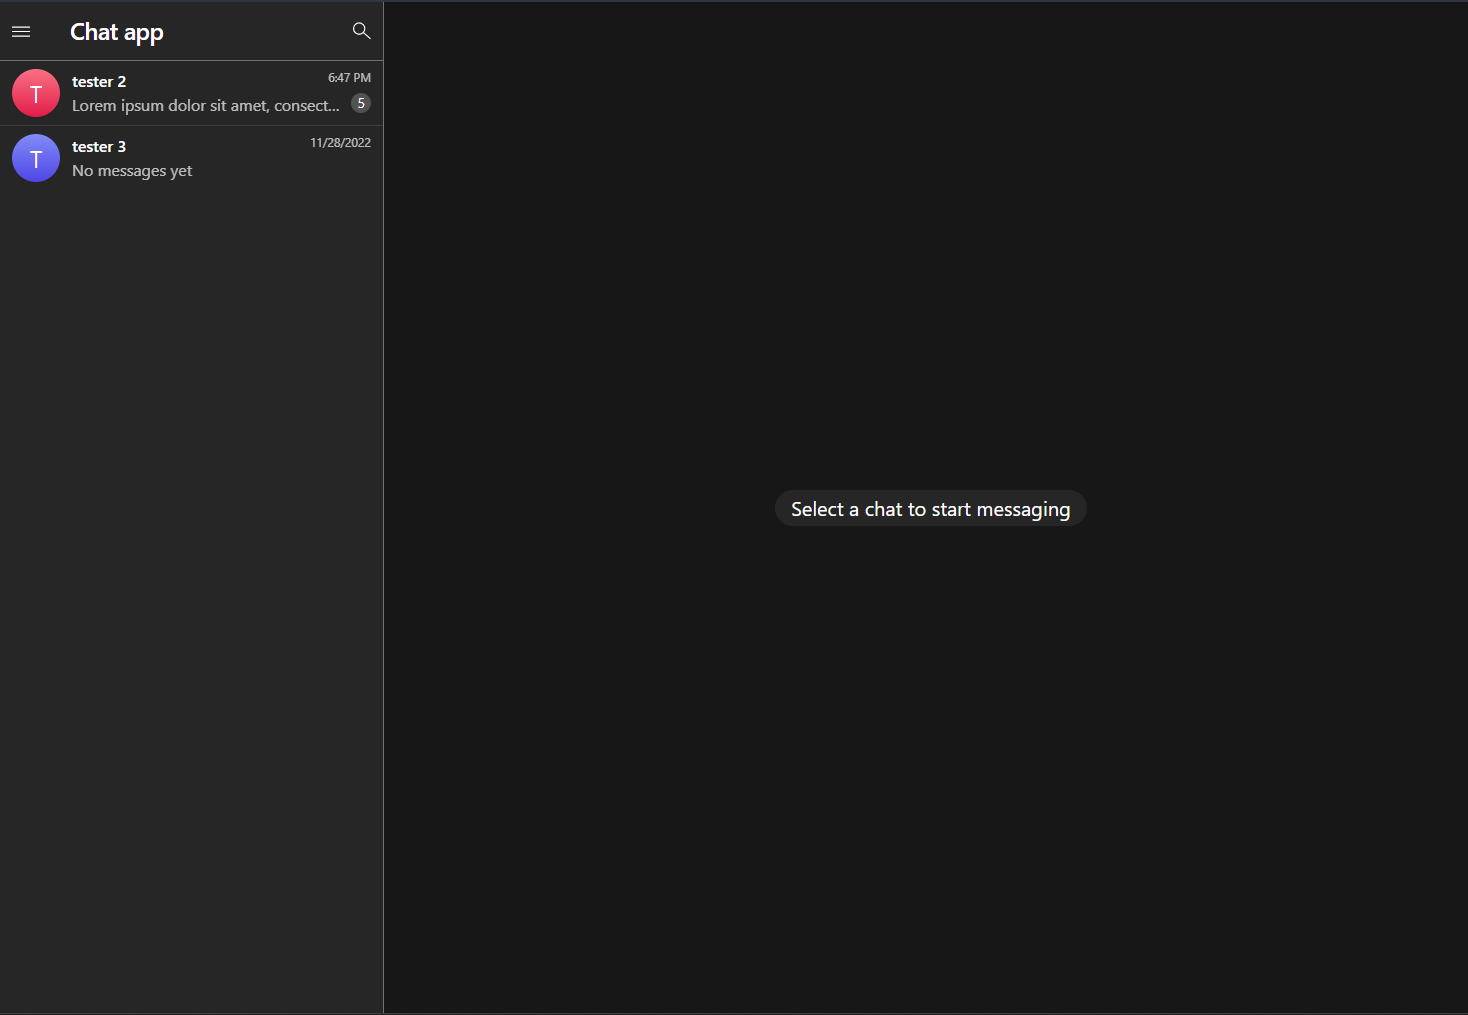 Chat app
T
tester 2
6:47 PM
Lorem ipsum dolor sit amet, consect...
5
T
tester 3
11/28/2022
No messages yet
Select a chat to start messaging